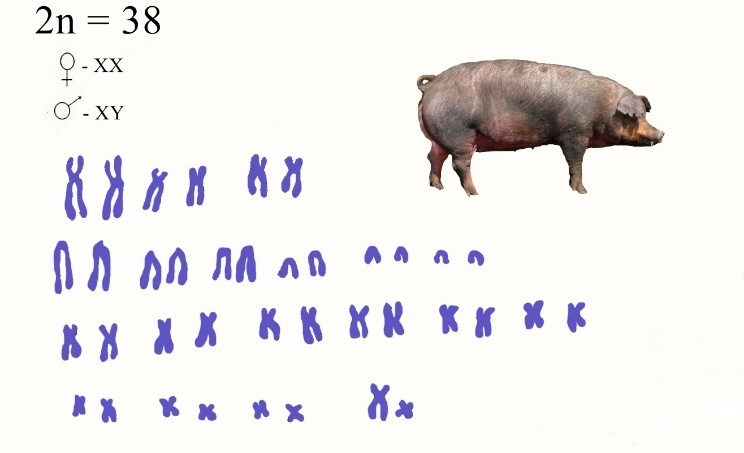 2n = 38
♀ - XX
♂ - XY